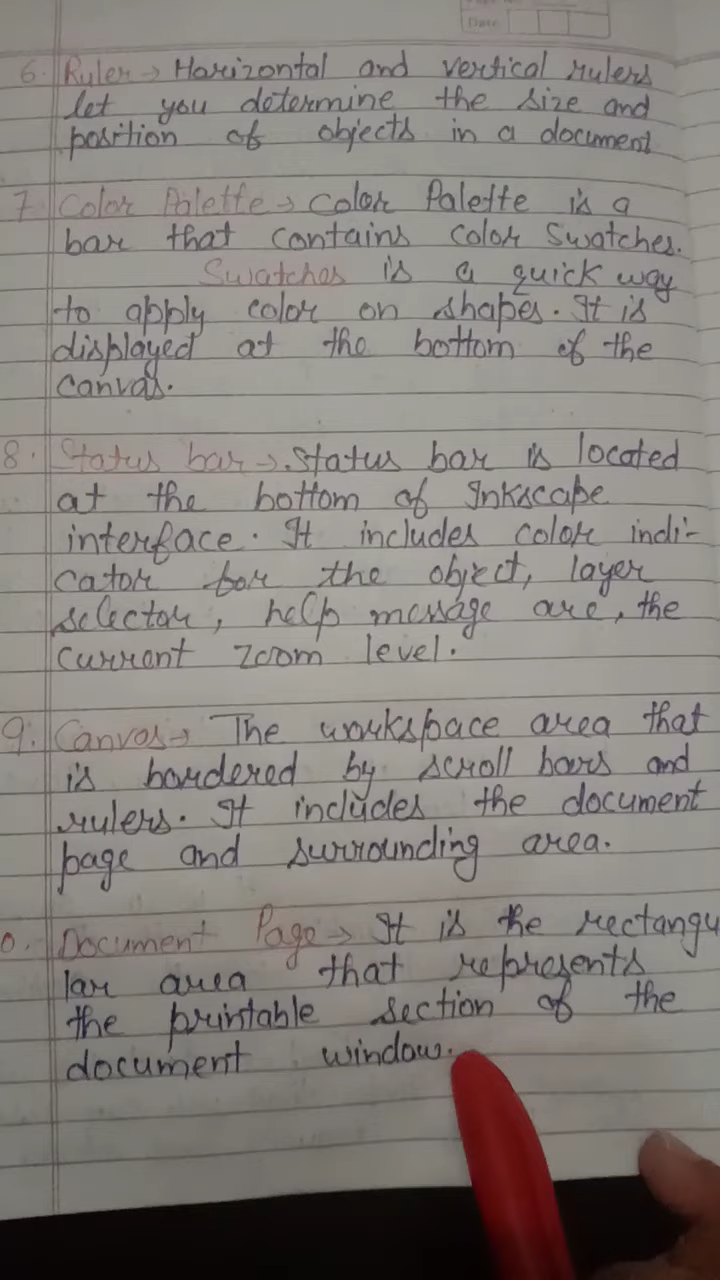 Date
6. Ruler → Horizontal and vertical rulers
let you determine the size and
position of objects in a document
7. Color Palette → Color Palette is a
bar that contains color Swatches.
Swatches is a quick way
to apply color on shapes. It is
displayed at the bottom of the
canvas.
8. Status bar → Status bar is located
at the bottom of Inkscape
interface. It includes color indi-
cator for the object, layer
selector, help message are, the
current zoom level.
9. Canvas → The workspace area that
is bordered by scroll bars and
rulers. It includes the document
page and surrounding area.
0. Document Page → It is the rectangu
lar area that represents
the printable section of the
document window.